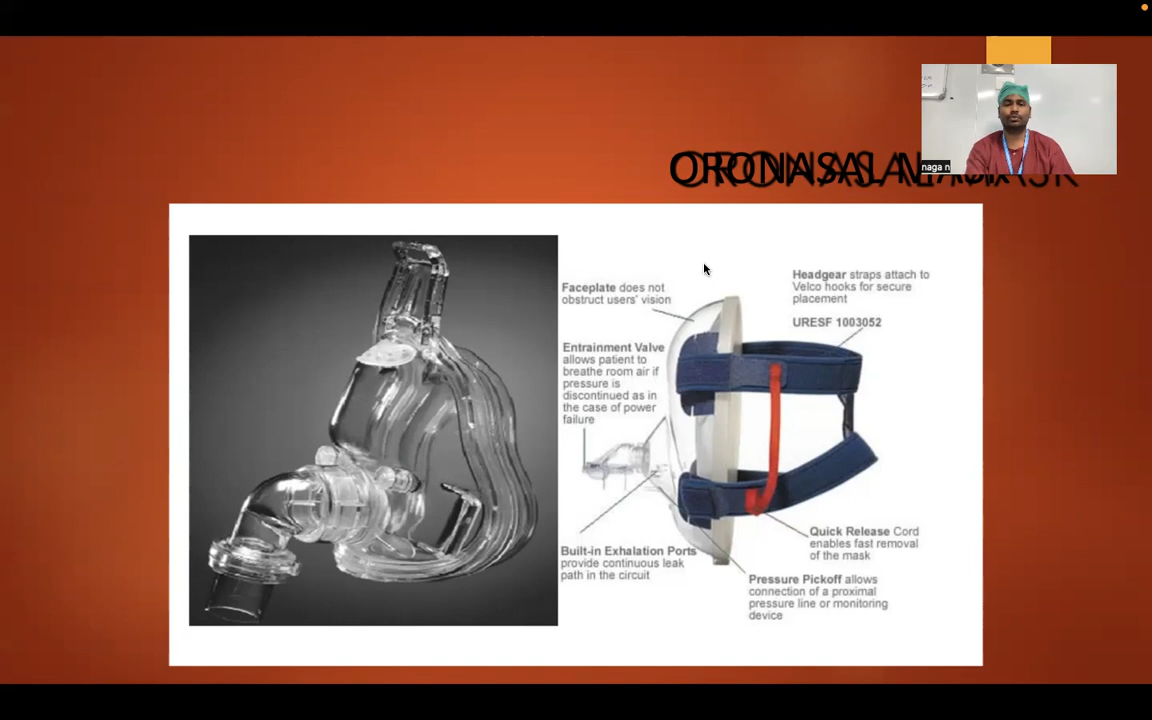 ORONASAL MASK
naga n
Faceplate does not
obstruct users' vision
Entrainment Valve
allows patient to
breathe room air if
pressure is
discontinued as in
the case of power
failure
Built-in Exhalation Ports
provide continuous leak
path in the circuit
Headgear straps attach to
Velco hooks for secure
placement
URESF 1003052
Quick Release Cord
enables fast removal
of the mask
Pressure Pickoff allows
connection of a proximal
pressure line or monitoring
device